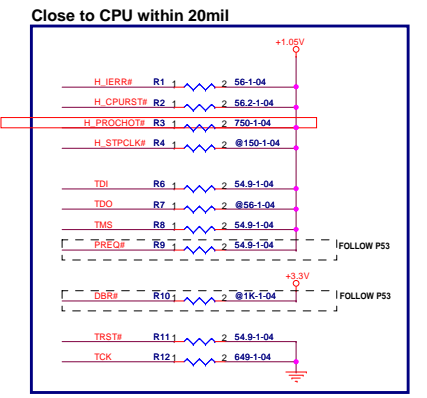 Close to CPU within 20mil
+1.05V
H_IERR# R1 1 2 56-1-04
H_CPURST# R2 1 2 56.2-1-04
H_PROCHOT# R3 1 2 750-1-04
H_STPCLK# R4 1 2 @150-1-04
TDI R6 1 2 54.9-1-04
TDO R7 1 2 @56-1-04
TMS R8 1 2 54.9-1-04
PREQ# R9 1 2 54.9-1-04 FOLLOW P53
+3.3V
DBR# R10 1 2 @1K-1-04 FOLLOW P53
TRST# R11 1 2 54.9-1-04
TCK R12 1 2 649-1-04